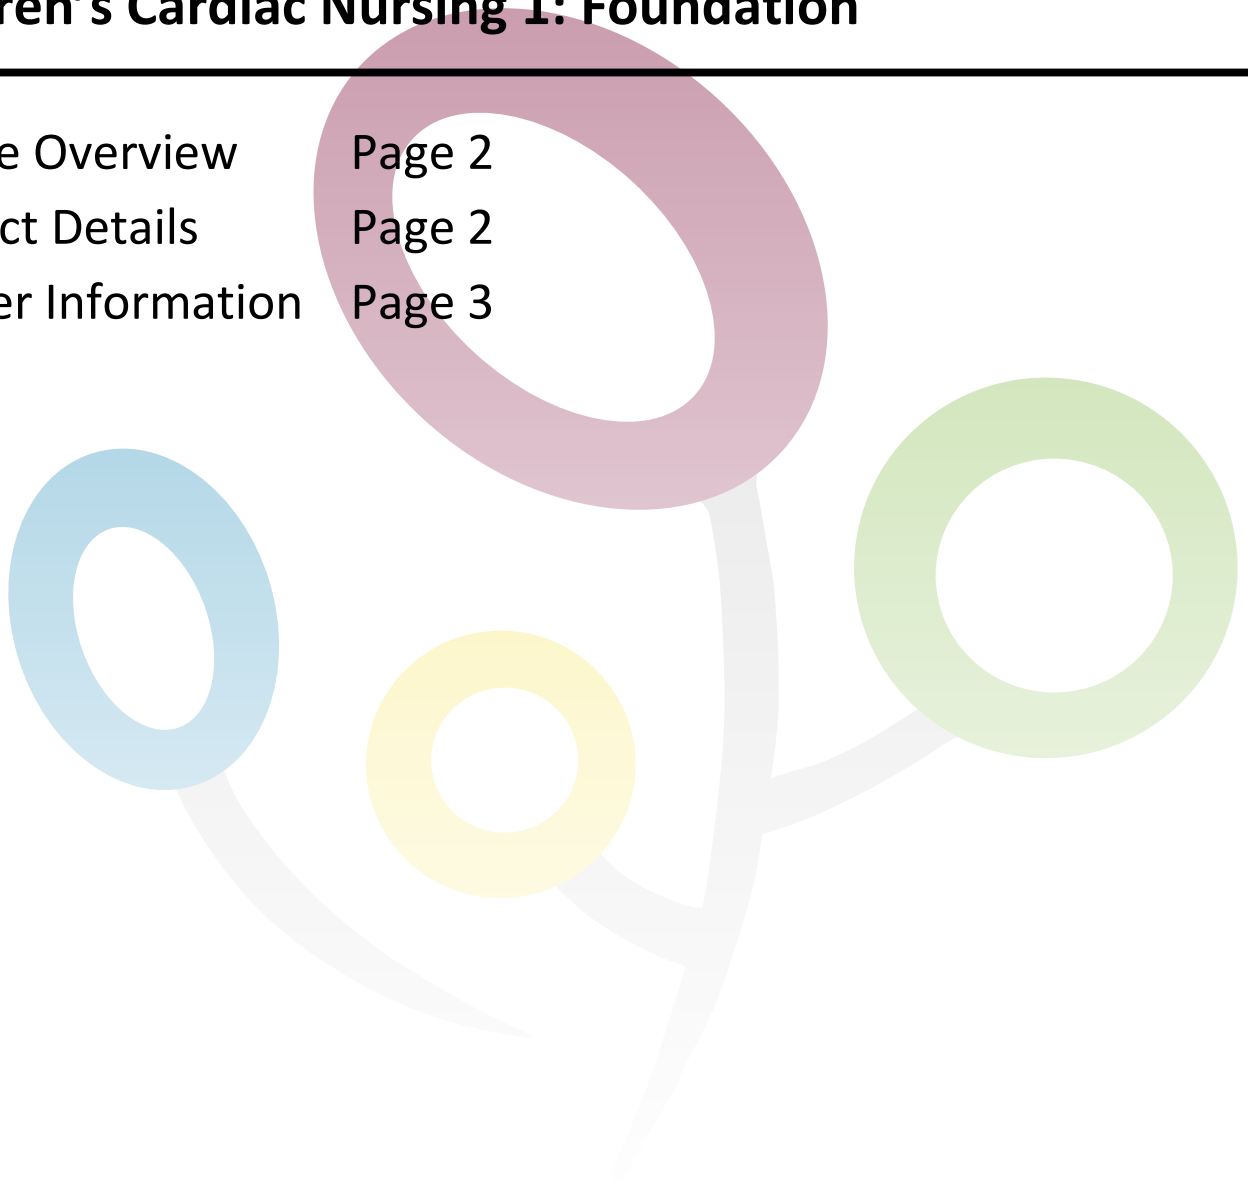 ren's Cardiac Nursing 1: Foundation
e Overview Page 2
ct Details Page 2
er Information Page 3